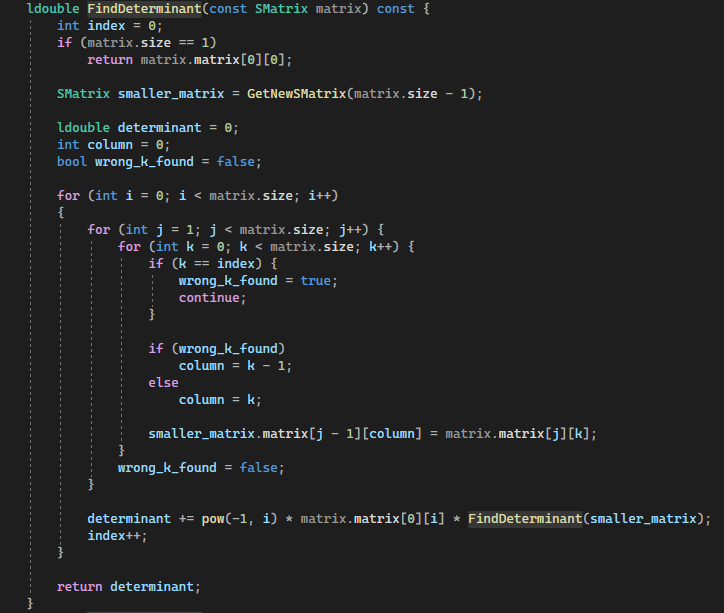 ldouble FindDeterminant(const SMatrix matrix) const {
    int index = 0;
    if (matrix.size == 1)
        return matrix.matrix[0][0];

    SMatrix smaller_matrix = GetNewSMatrix(matrix.size - 1);

    ldouble determinant = 0;
    int column = 0;
    bool wrong_k_found = false;

    for (int i = 0; i < matrix.size; i++)
    {
        for (int j = 1; j < matrix.size; j++) {
            for (int k = 0; k < matrix.size; k++) {
                if (k == index) {
                    wrong_k_found = true;
                    continue;
                }

                if (wrong_k_found)
                    column = k - 1;
                else
                    column = k;

                smaller_matrix.matrix[j - 1][column] = matrix.matrix[j][k];
            }
            wrong_k_found = false;
        }

        determinant += pow(-1, i) * matrix.matrix[0][i] * FindDeterminant(smaller_matrix);
        index++;
    }

    return determinant;
}